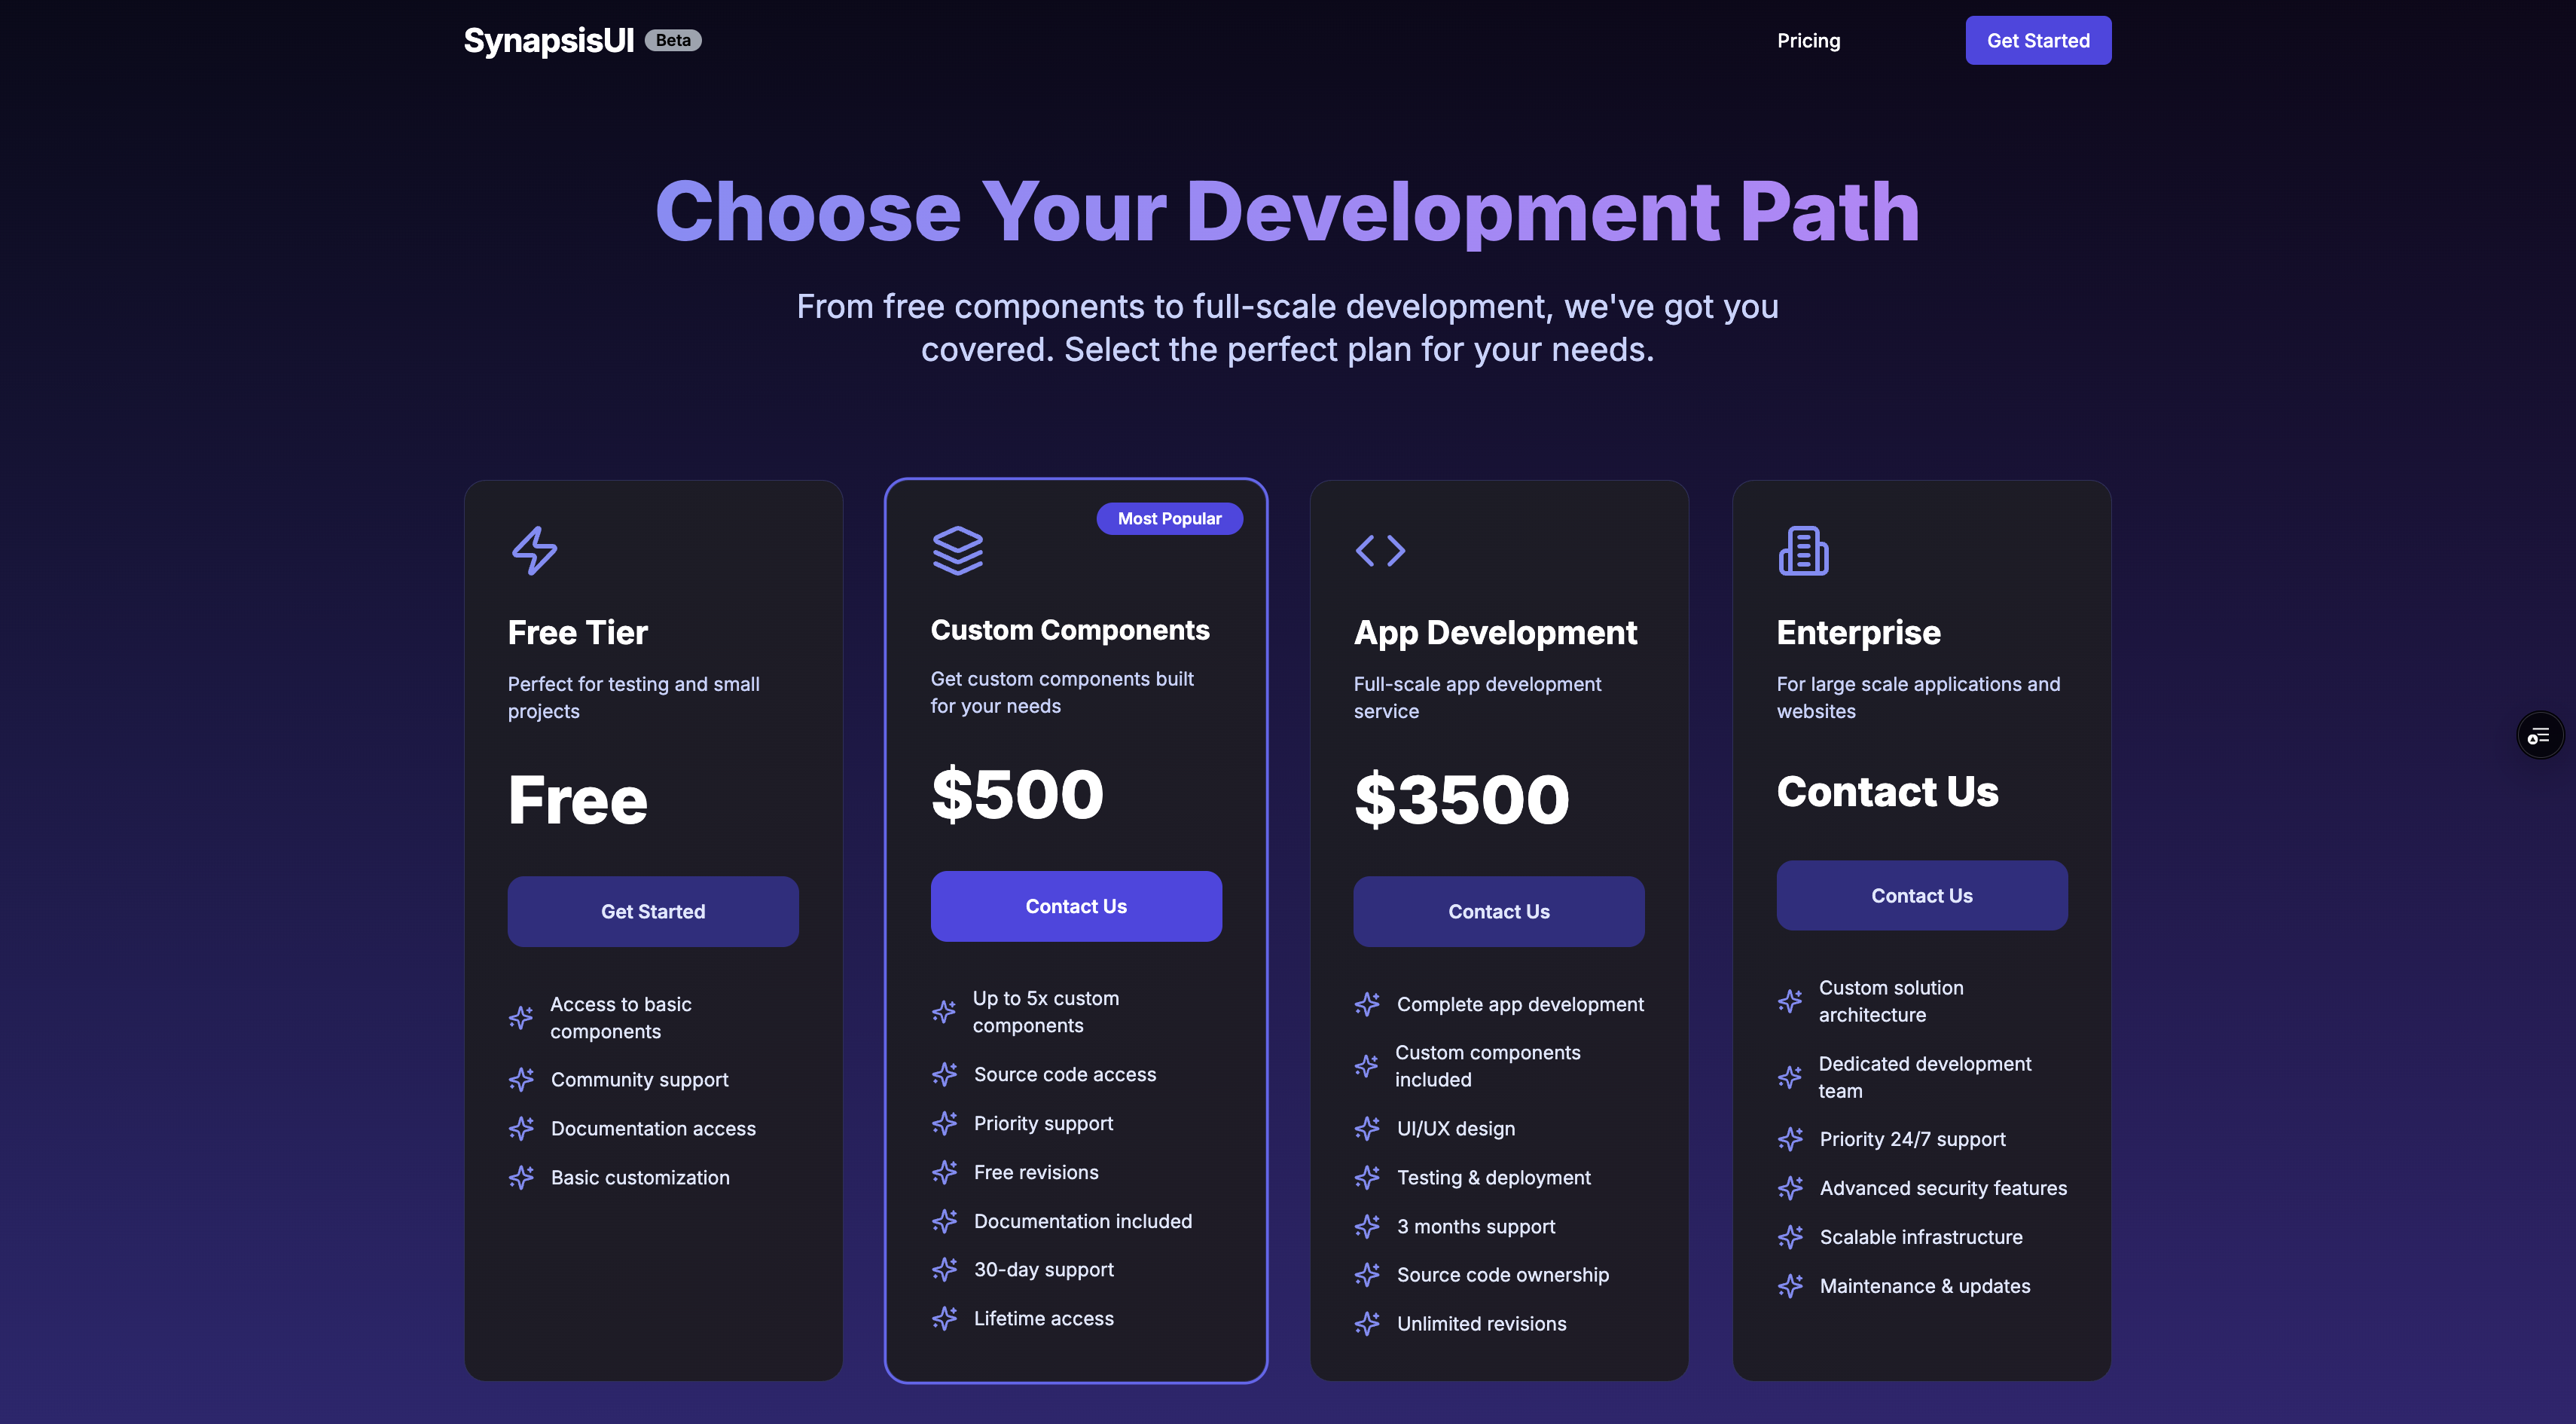 SynapsisUI Beta
Pricing
Get Started
Choose Your Development Path
From free components to full-scale development, we've got you
covered. Select the perfect plan for your needs.
Free Tier
Perfect for testing and small
projects
Free
Get Started
Access to basic
components
Community support
Documentation access
Basic customization
Most Popular
Custom Components
Get custom components built
for your needs
$500
Contact Us
Up to 5x custom
components
Source code access
Priority support
Free revisions
Documentation included
30-day support
Lifetime access
App Development
Full-scale app development
service
$3500
Contact Us
Complete app development
Custom components
included
UI/UX design
Testing & deployment
3 months support
Source code ownership
Unlimited revisions
Enterprise
For large scale applications and
websites
Contact Us
Contact Us
Custom solution
architecture
Dedicated development
team
Priority 24/7 support
Advanced security features
Scalable infrastructure
Maintenance & updates